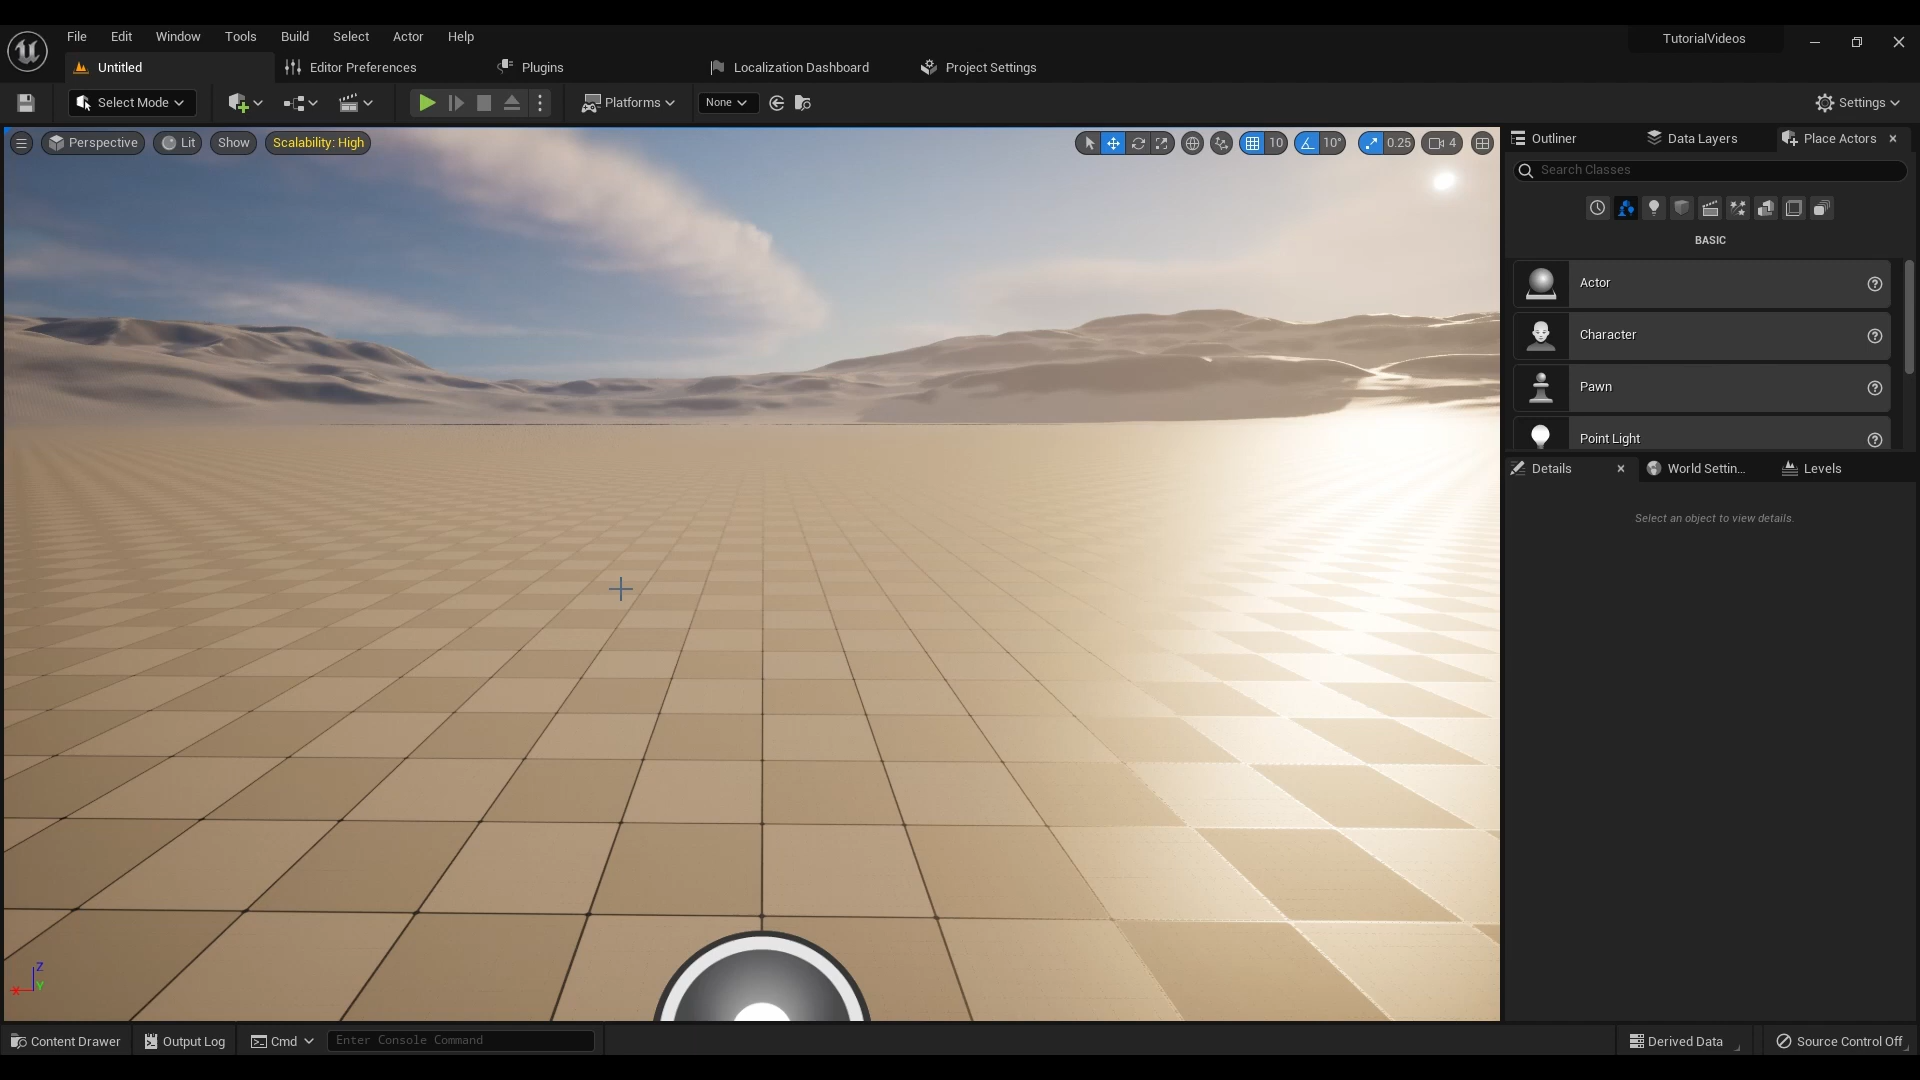 File Edit Window Tools Build Select Actor Help
TutorialVideos
Untitled Editor Preferences Plugins Localization Dashboard Project Settings
Select Mode Platforms None Settings
Perspective Lit Show Scalability: High 10 10° 0.25 4
Outliner Data Layers Place Actors
Search Classes
BASIC
Actor
Character
Pawn
Point Light
Details World Settin... Levels
Select an object to view details.
Z
X Y
Content Drawer Output Log Cmd Enter Console Command Derived Data Source Control Off